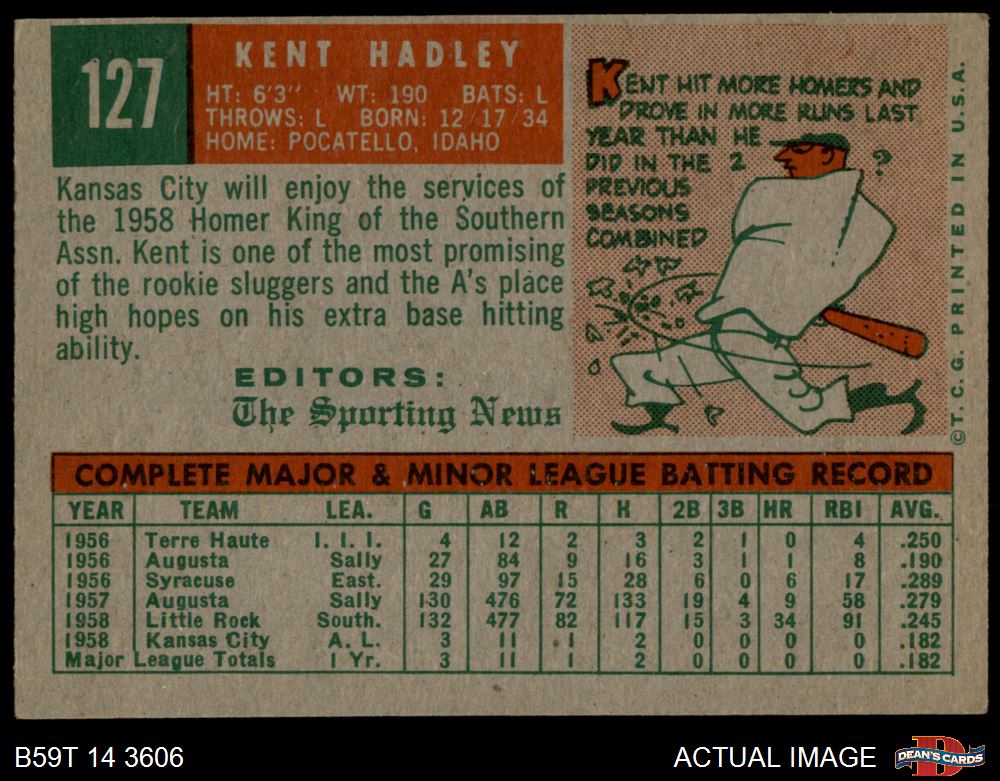 127
KENT HADLEY
HT: 6'3" WT: 190 BATS: L
THROWS: L BORN: 12/17/34
HOME: POCATELLO, IDAHO
Kansas City will enjoy the services of
the 1958 Homer King of the Southern
Assn. Kent is one of the most promising
of the rookie sluggers and the A's place
high hopes on his extra base hitting
ability.
EDITORS:
The Sporting News
KENT HIT MORE HOMERS AND
DROVE IN MORE RUNS LAST
YEAR THAN HE
DID IN THE 2
PREVIOUS
SEASONS
COMBINED
?
© T. C. G. PRINTED IN U.S.A.
COMPLETE MAJOR & MINOR LEAGUE BATTING RECORD
YEAR TEAM LEA. G AB R H 2B 3B HR RBI AVG.
1956 Terre Haute I. I. I. 4 12 2 3 2 1 0 4 .250
1956 Augusta Sally 27 84 9 16 3 1 1 8 .190
1956 Syracuse East. 29 97 15 28 6 0 6 17 .289
1957 Augusta Sally 130 476 72 133 19 4 9 58 .279
1958 Little Rock South. 132 477 82 117 15 3 34 91 .245
1958 Kansas City A. L. 3 11 1 2 0 0 0 0 .182
Major League Totals 1 Yr. 3 11 1 2 0 0 0 0 .182
B59T 14 3606
ACTUAL IMAGE
D
DEAN'S CARDS